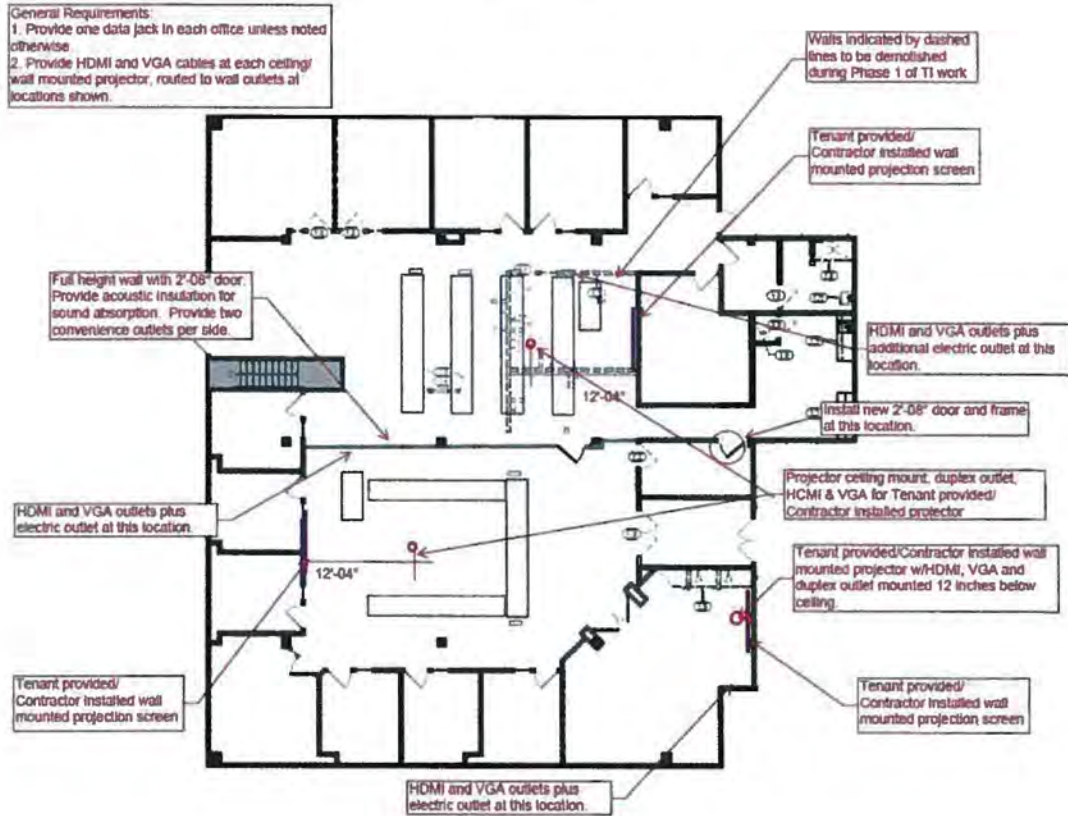 General Requirements:
1. Provide one data jack in each office unless noted
otherwise.
2. Provide HDMI and VGA cables at each ceiling/
wall mounted projector, routed to wall outlets at
locations shown.
Walls indicated by dashed
lines to be demolished
during Phase 1 of TI work
Tenant provided/
Contractor installed wall
mounted projection screen
Full height wall with 2'-08" door.
Provide acoustic insulation for
sound absorption. Provide two
convenience outlets per side.
HDMI and VGA outlets plus
additional electric outlet at this
location.
12'-04"
Install new 2'-08" door and frame
at this location.
Projector ceiling mount, duplex outlet,
HCMI & VGA for Tenant provided/
Contractor installed protector
HDMI and VGA outlets plus
electric outlet at this location.
12'-04"
Tenant provided/Contractor installed wall
mounted projector w/HDMI, VGA and
duplex outlet mounted 12 inches below
ceiling.
Tenant provided/
Contractor installed wall
mounted projection screen
Tenant provided/
Contractor installed wall
mounted projection screen
HDMI and VGA outlets plus
electric outlet at this location.